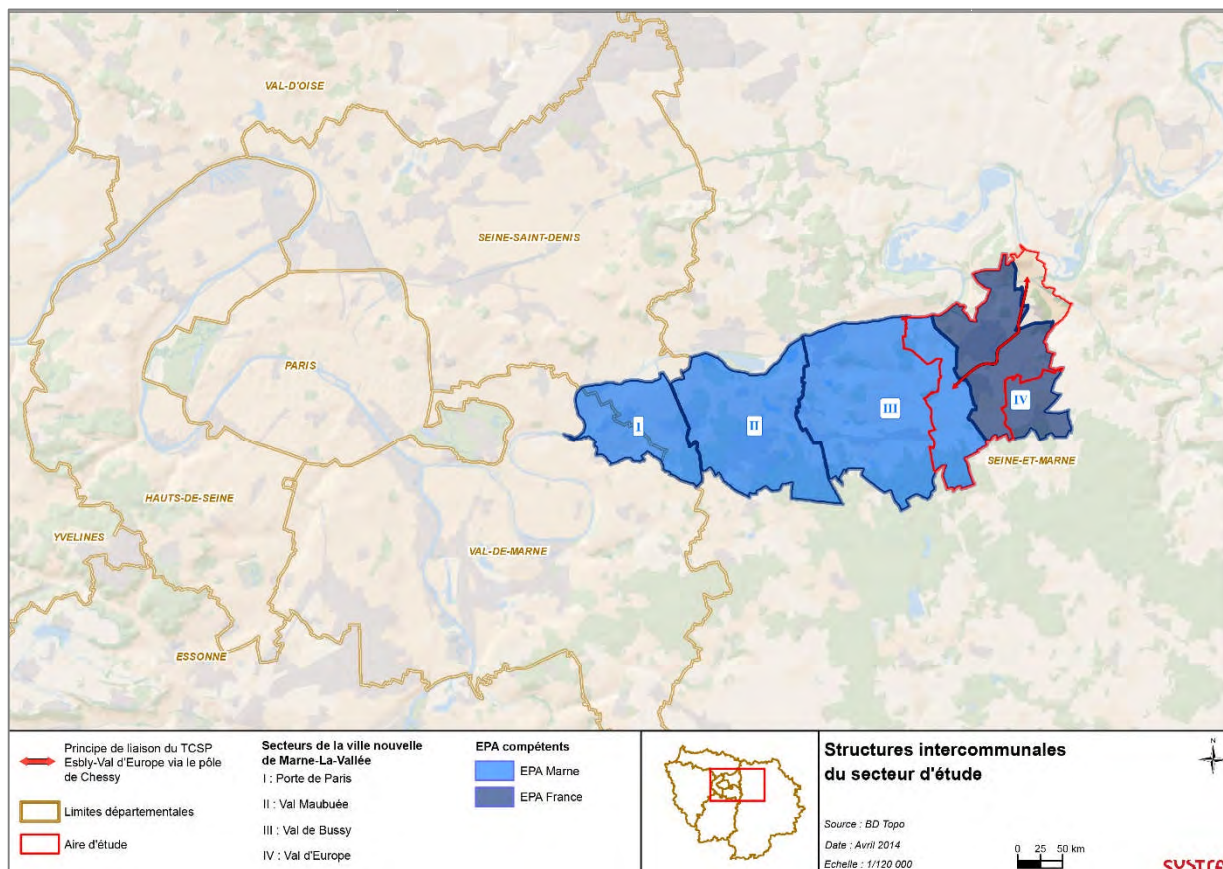 VAL-D'OISE
SEINE-SAINT-DENIS
PARIS
I
II
III
IV
SEINE-ET-MARNE
HAUTS-DE-SEINE
YVELINES
VAL-DE-MARNE
ESSONNE
Principe de liaison du TCSP
Esbly-Val d'Europe via le pôle
de Chessy
Limites départementales
Aire d'étude
Secteurs de la ville nouvelle
de Marne-La-Vallée
I : Porte de Paris
II : Val Maubuée
III : Val de Bussy
IV : Val d'Europe
EPA compétents
EPA Marne
EPA France
Structures intercommunales
du secteur d'étude
N
Source : BD Topo
Date : Avril 2014
Echelle : 1/120 000
0 25 50 km